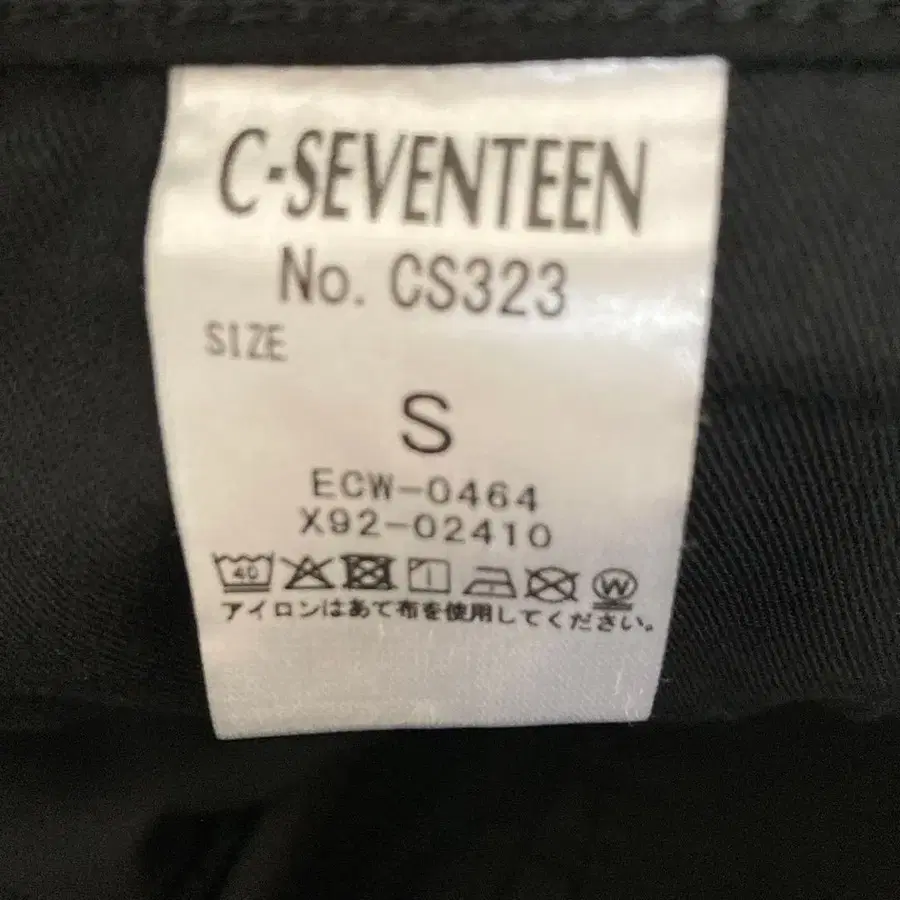 C-SEVENTEEN
No. CS323
SIZE
S
ECW-0464
X92-02410
40 W
アイロンはあて布を使用してください。